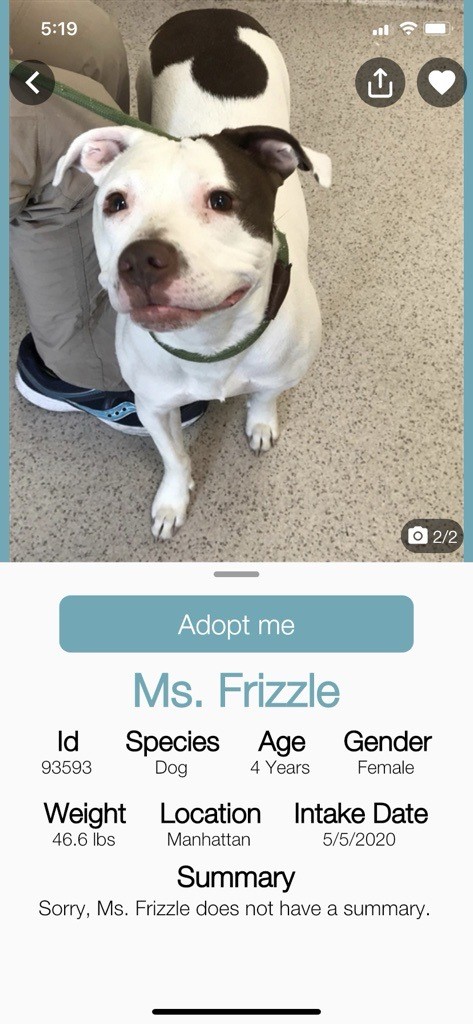 5:19
2/2
Adopt me
Ms. Frizzle
Id Species Age Gender
93593 Dog 4 Years Female
Weight Location Intake Date
46.6 lbs Manhattan 5/5/2020
Summary
Sorry, Ms. Frizzle does not have a summary.